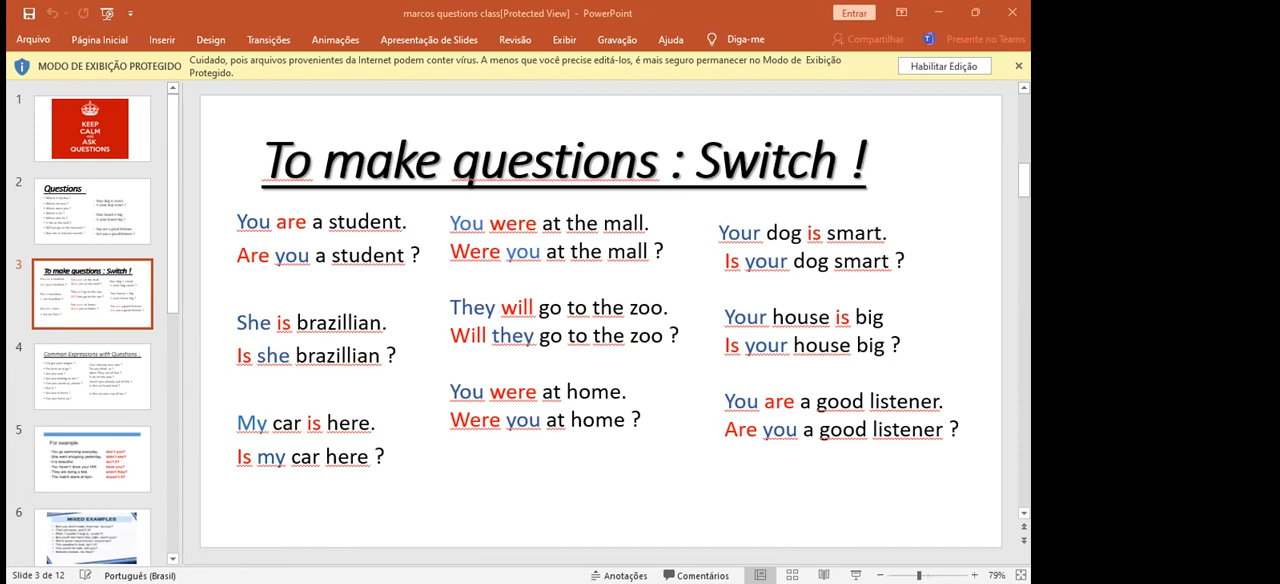 marcos questions class[Protected View] - PowerPoint
Entrar
Arquivo
Página Inicial
Inserir
Design
Transições
Animações
Apresentação de Slides
Revisão
Exibir
Gravação
Ajuda
Diga-me
Compartilhar
Presente no Teams
MODO DE EXIBIÇÃO PROTEGIDO
Cuidado, pois arquivos provenientes da Internet podem conter vírus. A menos que você precise editá-los, é mais seguro permanecer no Modo de Exibição
Protegido.
Habilitar Edição
1
KEEP
CALM
AND
ASK
QUESTIONS
2
Questions
3
To make questions : Switch !
4
Common Expressions with Questions :
5
For example
6
MIXED EXAMPLES
To make questions : Switch !
You are a student.
Are you a student ?
She is brazillian.
Is she brazillian ?
My car is here.
Is my car here ?
You were at the mall.
Were you at the mall ?
They will go to the zoo.
Will they go to the zoo ?
You were at home.
Were you at home ?
Your dog is smart.
Is your dog smart ?
Your house is big
Is your house big ?
You are a good listener.
Are you a good listener ?
Slide 3 de 12
Português (Brasil)
Anotações
Comentários
79%